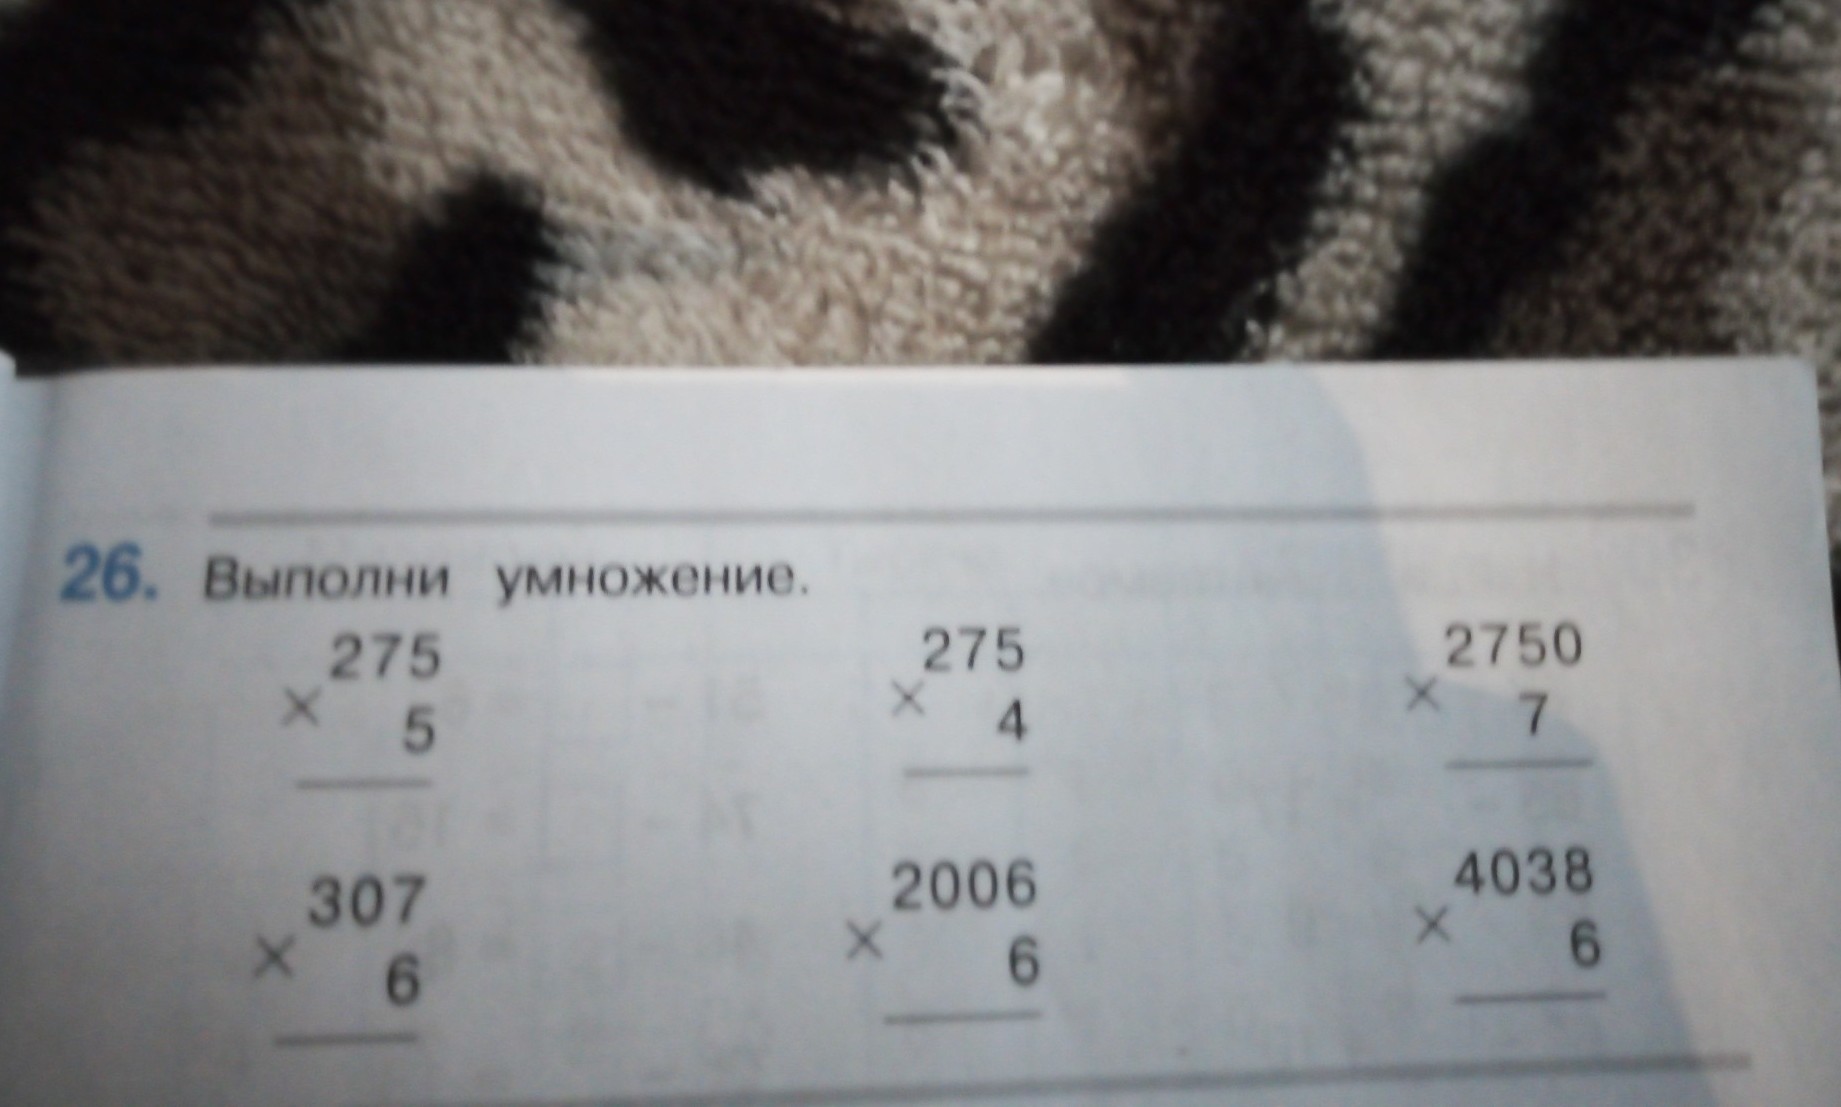 26. Выполни умножение.
275 275 2750
× 5 × 4 × 7
307 2006 4038
× 6 × 6 × 6